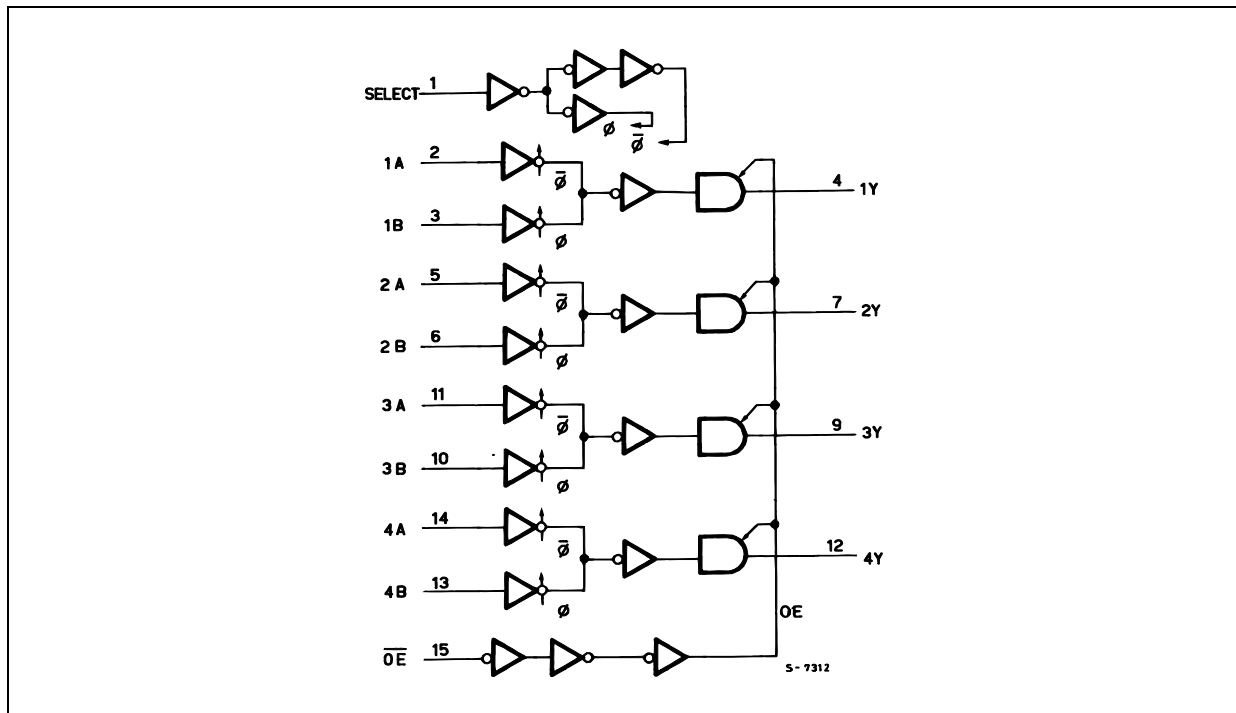 SELECT 1
ø
ø̅
1A 2
ø̅
4 1Y
1B 3
ø
2A 5
ø̅
7 2Y
2B 6
ø
3A 11
ø̅
9 3Y
3B 10
ø
4A 14
ø̅
12 4Y
4B 13
ø
OE
O̅E̅ 15
S-7312